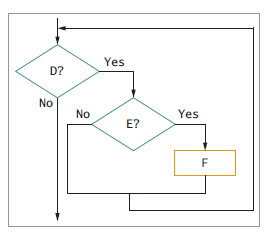 Yes
D?
No
No
Yes
E?
F